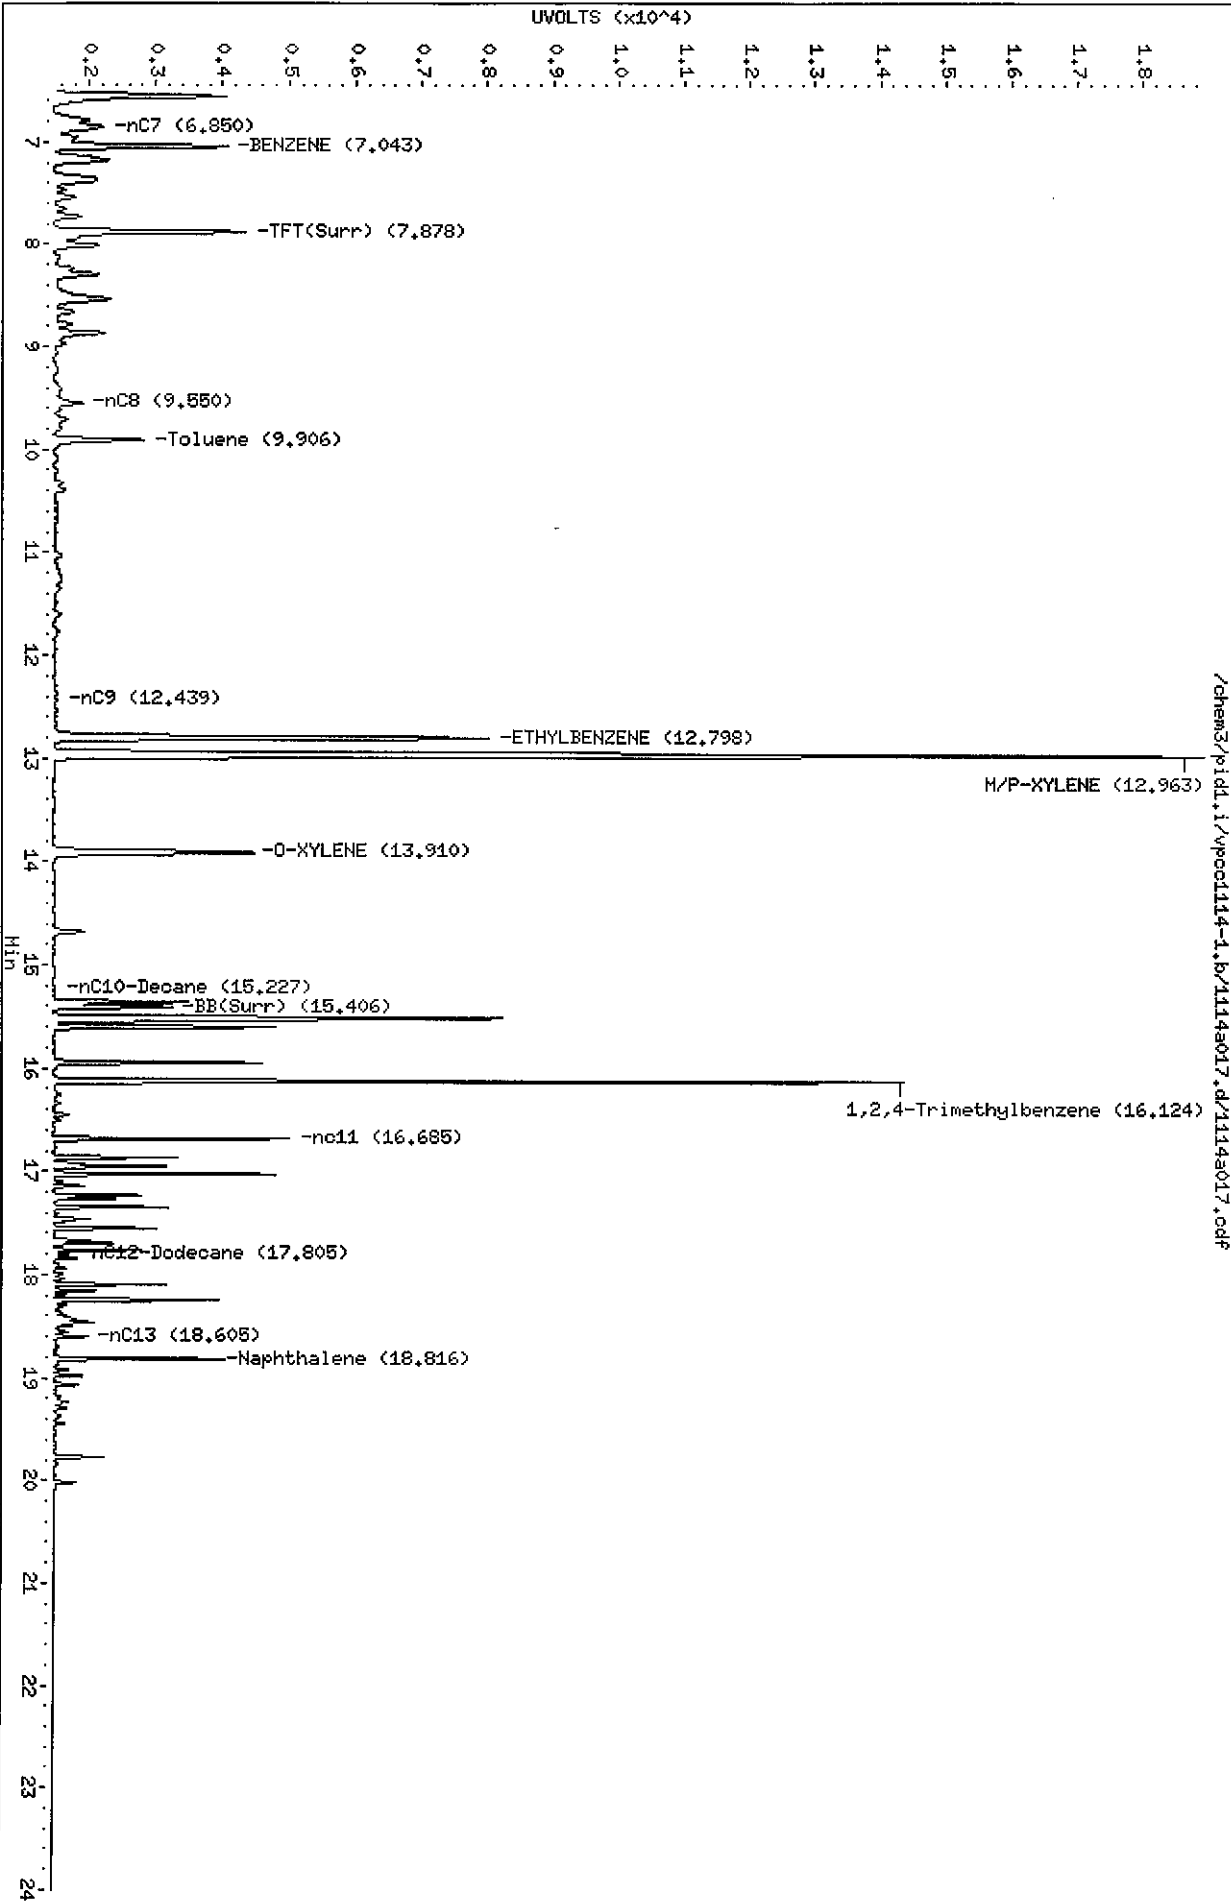 /chem3/pid1.i/vpcc1114-1.b/1114a017.d/1114a017.cdf
UVOLTS (x10^4)
0.2
0.3
0.4
0.5
0.6
0.7
0.8
0.9
1.0
1.1
1.2
1.3
1.4
1.5
1.6
1.7
1.8
-nC7 (6.850)
-BENZENE (7.043)
-TFT(Surr) (7.878)
-nC8 (9.550)
-Toluene (9.906)
-nC9 (12.439)
-ETHYLBENZENE (12.798)
M/P-XYLENE (12.963)
-O-XYLENE (13.910)
-nC10-Decane (15.227)
-BB(Surr) (15.406)
1,2,4-Trimethylbenzene (16.124)
-nc11 (16.685)
nC12-Dodecane (17.805)
-nC13 (18.605)
-Naphthalene (18.816)
7
8
9
10
11
12
13
14
15
16
17
18
19
20
21
22
23
24
Min